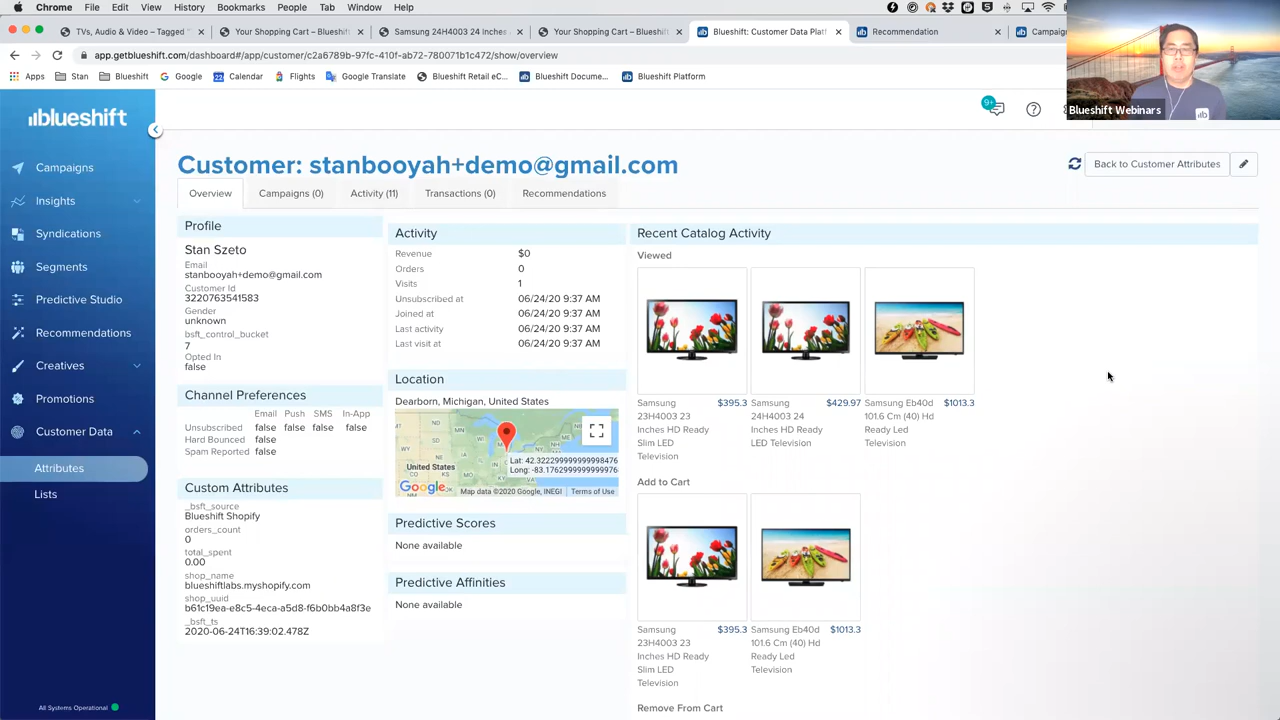 Chrome File Edit View History Bookmarks People Tab Window Help
TVs, Audio & Video – Tagged "
Your Shopping Cart – Blueshift
Samsung 24H4003 24 Inches H
Your Shopping Cart – Blueshift
Blueshift: Customer Data Platf
Recommendation
Campai
app.getblueshift.com/dashboard#/app/customer/c2a6789b-97fc-410f-ab72-780071b1c472/show/overview
Apps Stan Blueshift Google Calendar Flights Google Translate Blueshift Retail eC... Blueshift Docume... Blueshift Platform
Blueshift Webinars
blueshift
9+
Campaigns
Insights
Syndications
Segments
Predictive Studio
Recommendations
Creatives
Promotions
Customer Data
Attributes
Lists
All Systems Operational
Customer: stanbooyah+demo@gmail.com
Back to Customer Attributes
Overview Campaigns (0) Activity (11) Transactions (0) Recommendations
Profile
Stan Szeto
Email
stanbooyah+demo@gmail.com
Customer Id
3220763541583
Gender
unknown
bsft_control_bucket
7
Opted In
false
Channel Preferences
Email Push SMS In-App
Unsubscribed false false false false
Hard Bounced false
Spam Reported false
Custom Attributes
_bsft_source
Blueshift Shopify
orders_count
0
total_spent
0.00
shop_name
blueshiftlabs.myshopify.com
shop_uuid
b61c19ea-e8c5-4eca-a5d8-f6b0bb4a8f3e
_bsft_ts
2020-06-24T16:39:02.478Z
Activity
Revenue $0
Orders 0
Visits 1
Unsubscribed at 06/24/20 9:37 AM
Joined at 06/24/20 9:37 AM
Last activity 06/24/20 9:37 AM
Last visit at 06/24/20 9:37 AM
Location
Dearborn, Michigan, United States
United States
Lat: 42.32229999999998476
Long: -83.17629999999976
Google
Map data ©2020 Google, INEGI Terms of Use
Predictive Scores
None available
Predictive Affinities
None available
Recent Catalog Activity
Viewed
Samsung $395.3
23H4003 23
Inches HD Ready
Slim LED
Television
Samsung $429.97
24H4003 24
Inches HD Ready
LED Television
Samsung Eb40d $1013.3
101.6 Cm (40) Hd
Ready Led
Television
Add to Cart
Samsung $395.3
23H4003 23
Inches HD Ready
Slim LED
Television
Samsung Eb40d $1013.3
101.6 Cm (40) Hd
Ready Led
Television
Remove From Cart